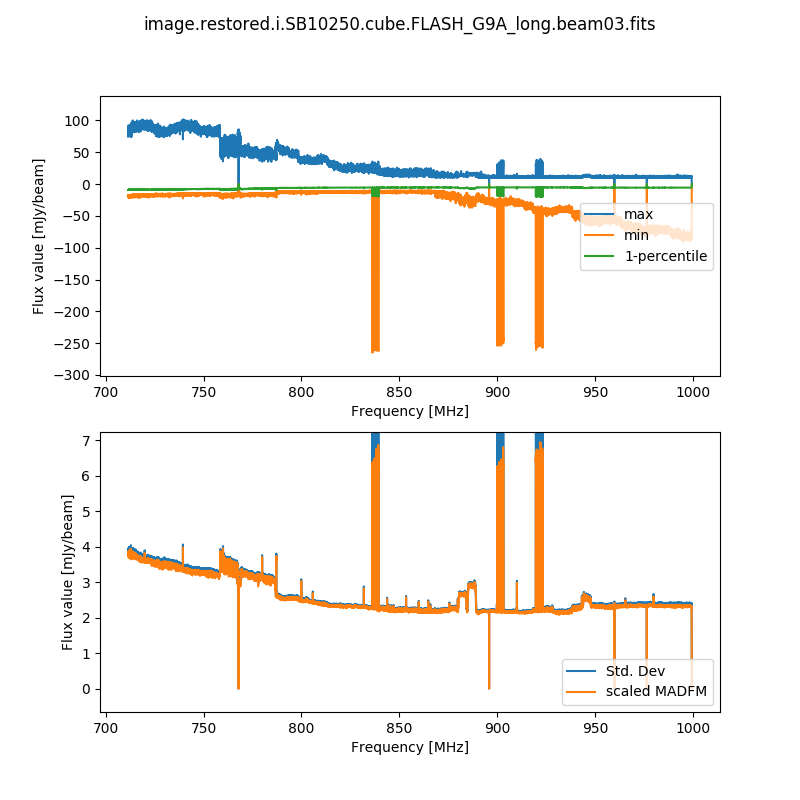 image.restored.i.SB10250.cube.FLASH_G9A_long.beam03.fits
100
50
0
−50
−100
−150
−200
−250
−300
Flux value [mJy/beam]
max
min
1-percentile
700 750 800 850 900 950 1000
Frequency [MHz]
7
6
5
4
3
2
1
0
Flux value [mJy/beam]
Std. Dev
scaled MADFM
700 750 800 850 900 950 1000
Frequency [MHz]